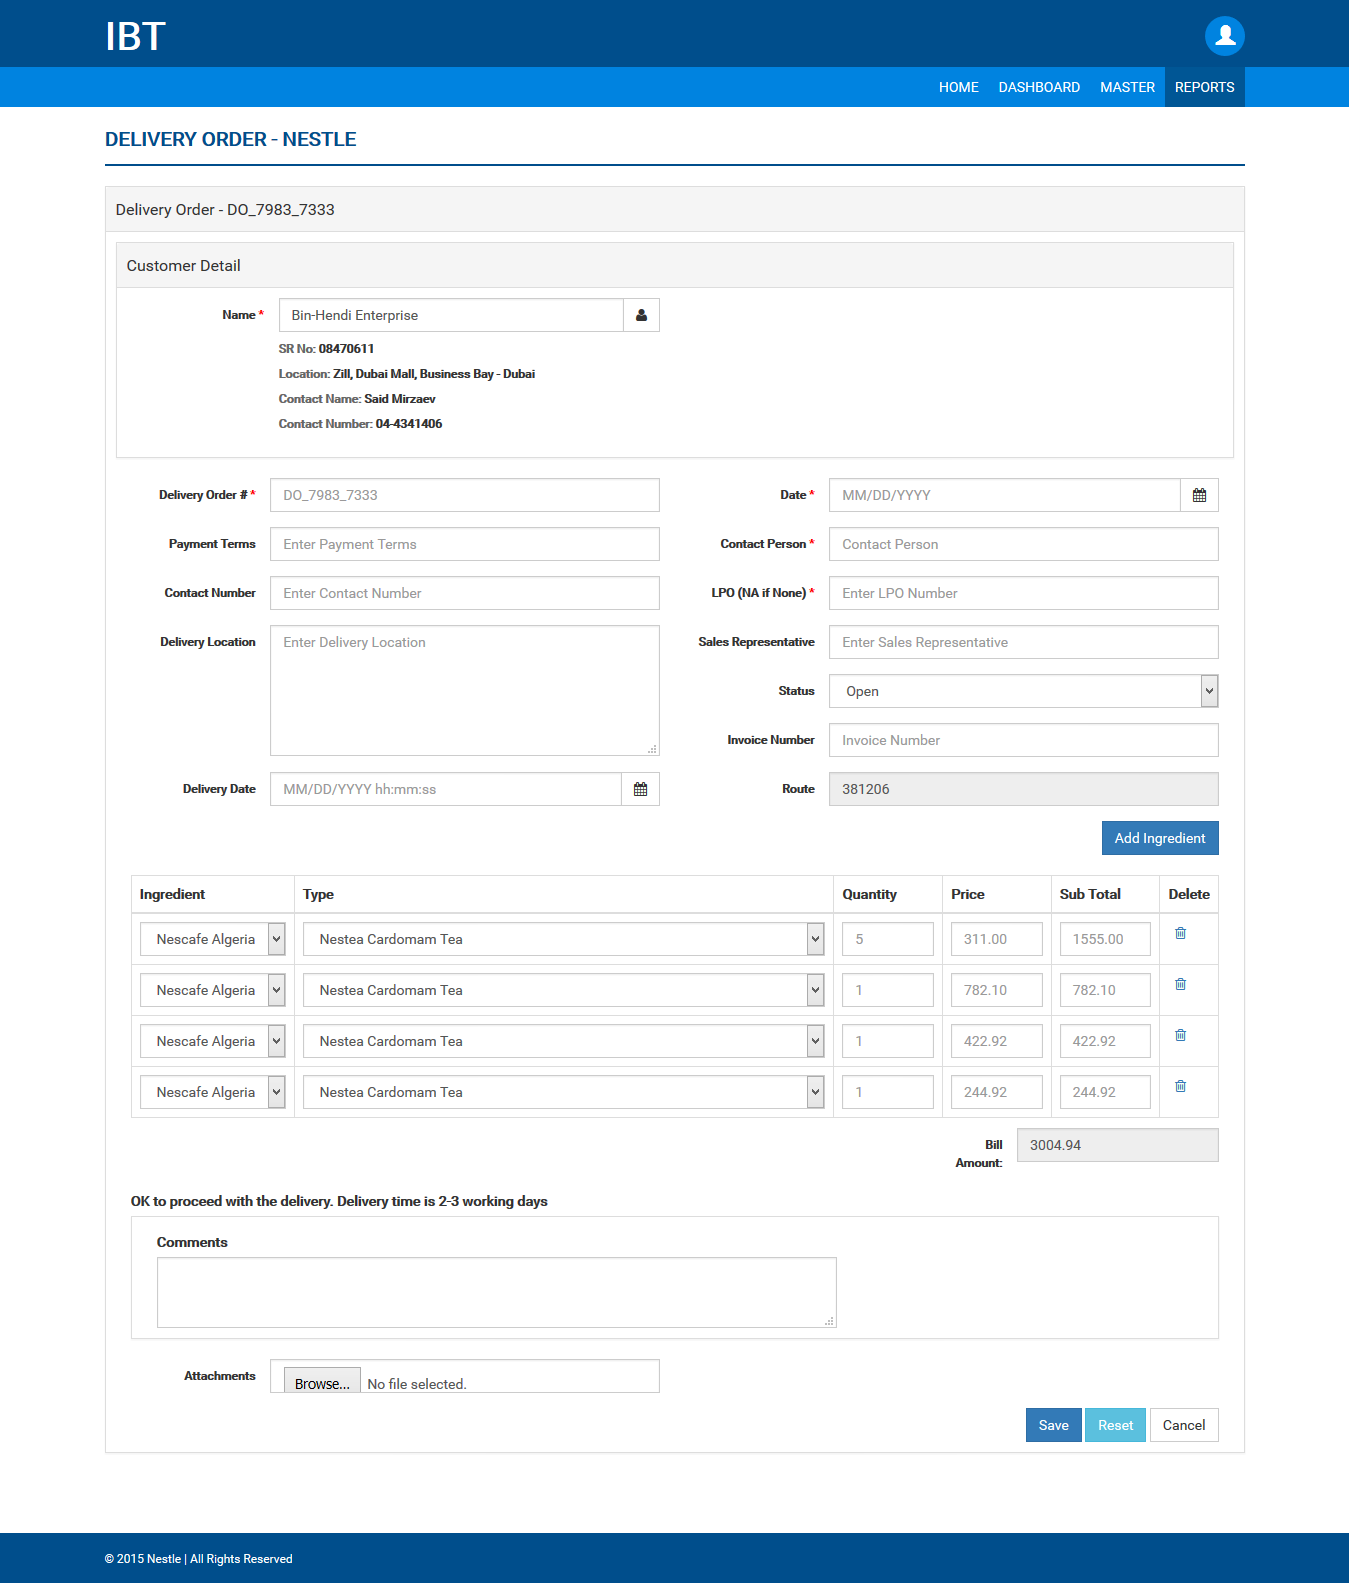 IBT
HOME DASHBOARD MASTER REPORTS
DELIVERY ORDER - NESTLE
Delivery Order - DO_7983_7333
Customer Detail
Name * Bin-Hendi Enterprise
SR No: 08470611
Location: Zill, Dubai Mall, Business Bay - Dubai
Contact Name: Said Mirzaev
Contact Number: 04-4341406
Delivery Order # * DO_7983_7333 Date * MM/DD/YYYY
Payment Terms Enter Payment Terms Contact Person * Contact Person
Contact Number Enter Contact Number LPO (NA if None) * Enter LPO Number
Delivery Location Enter Delivery Location Sales Representative Enter Sales Representative
Status Open
Invoice Number Invoice Number
Delivery Date MM/DD/YYYY hh:mm:ss Route 381206
Add Ingredient
Ingredient Type Quantity Price Sub Total Delete
Nescafe Algeria Nestea Cardomam Tea 5 311.00 1555.00
Nescafe Algeria Nestea Cardomam Tea 1 782.10 782.10
Nescafe Algeria Nestea Cardomam Tea 1 422.92 422.92
Nescafe Algeria Nestea Cardomam Tea 1 244.92 244.92
Bill Amount: 3004.94
OK to proceed with the delivery. Delivery time is 2-3 working days
Comments
Attachments Browse... No file selected.
Save Reset Cancel
© 2015 Nestle | All Rights Reserved